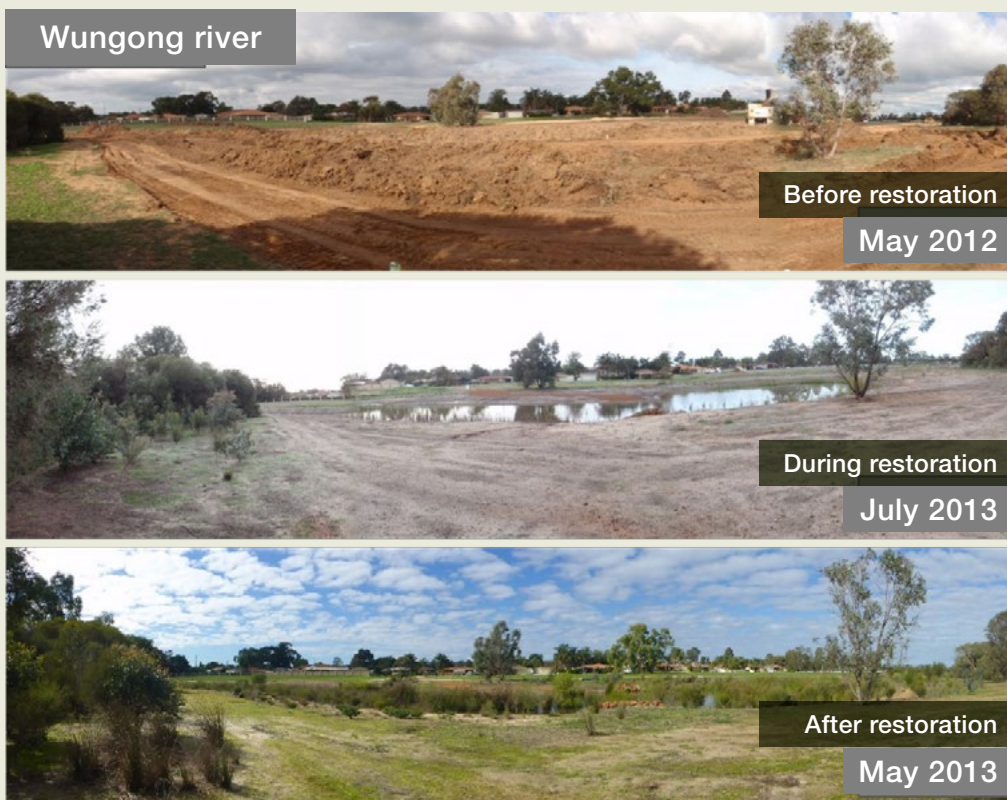 Wungong river
Before restoration
May 2012
During restoration
July 2013
After restoration
May 2013